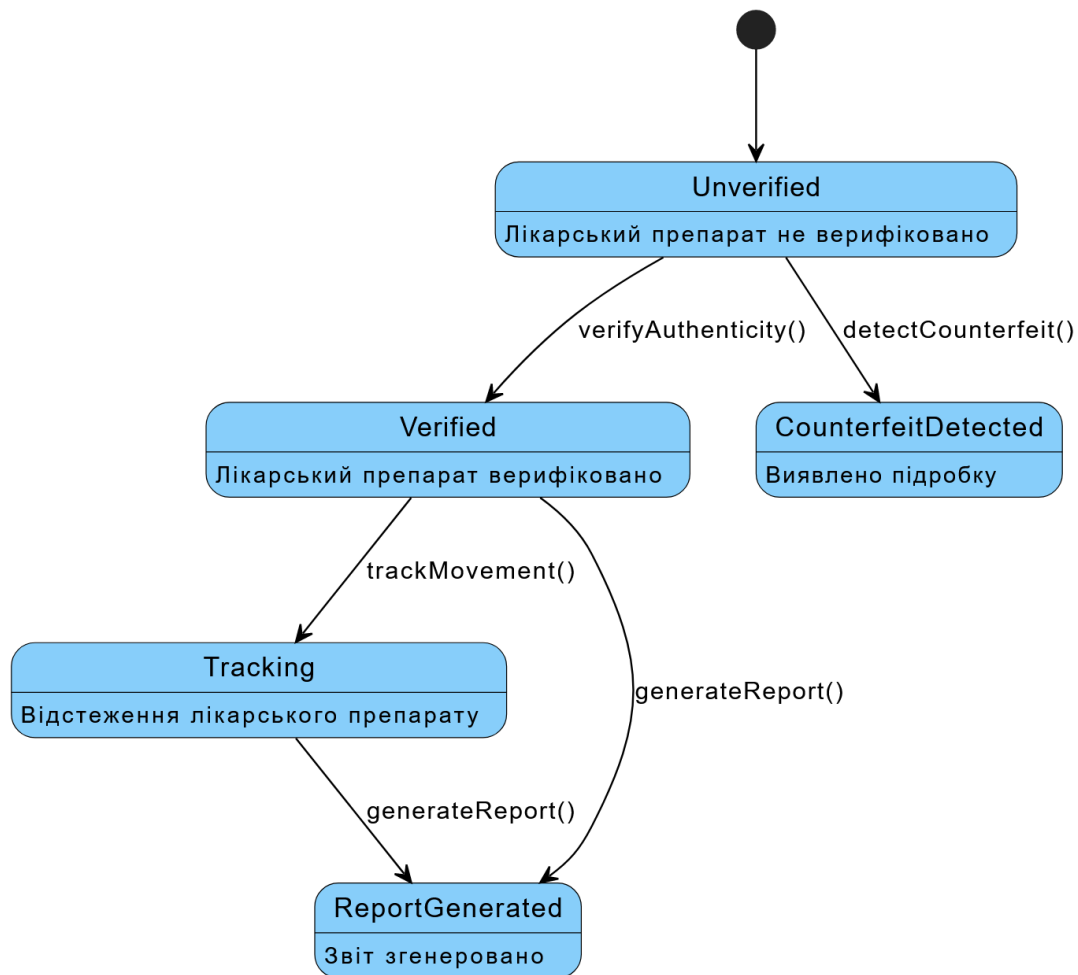 Unverified
Лікарський препарат не верифіковано
verifyAuthenticity()
detectCounterfeit()
Verified
Лікарський препарат верифіковано
CounterfeitDetected
Виявлено підробку
trackMovement()
Tracking
Відстеження лікарського препарату
generateReport()
generateReport()
ReportGenerated
Звіт згенеровано